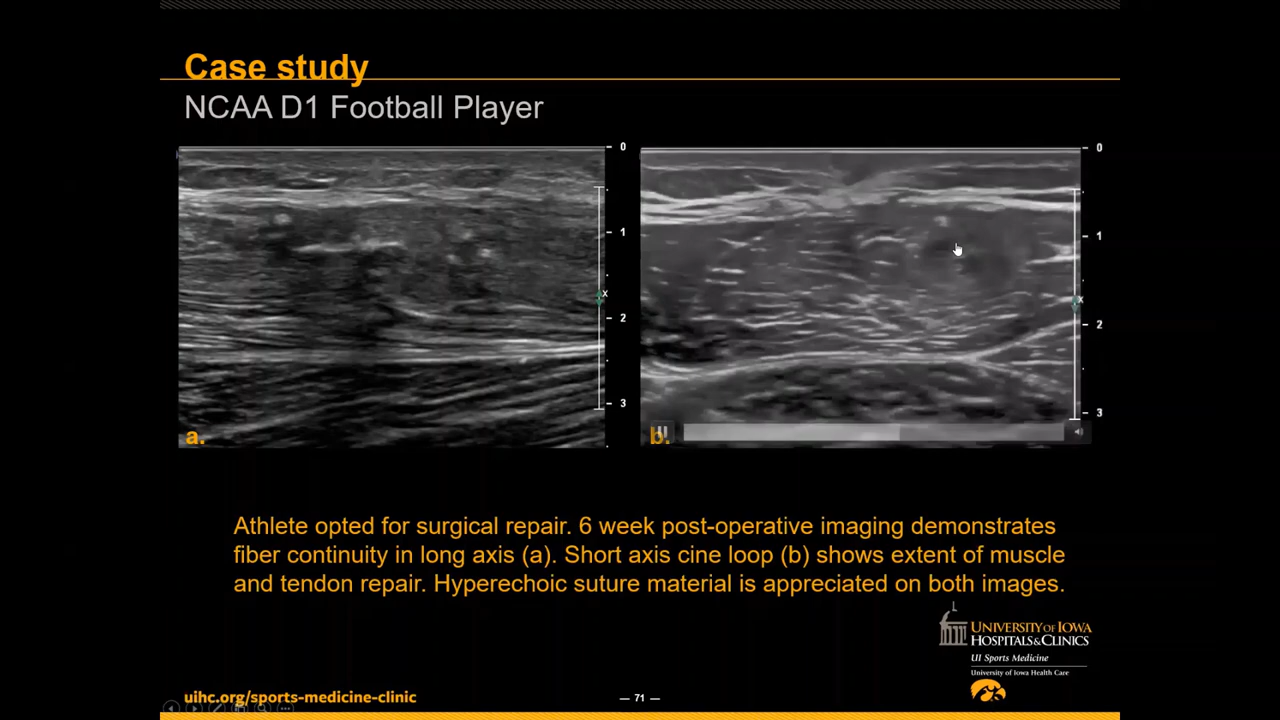 Case study
NCAA D1 Football Player
0
1
x
2
3
a.
0
1
x
2
3
b.
Athlete opted for surgical repair. 6 week post-operative imaging demonstrates
fiber continuity in long axis (a). Short axis cine loop (b) shows extent of muscle
and tendon repair. Hyperechoic suture material is appreciated on both images.
UNIVERSITY OF IOWA
HOSPITALS & CLINICS
UI Sports Medicine
University of Iowa Health Care
uihc.org/sports-medicine-clinic
— 71 —